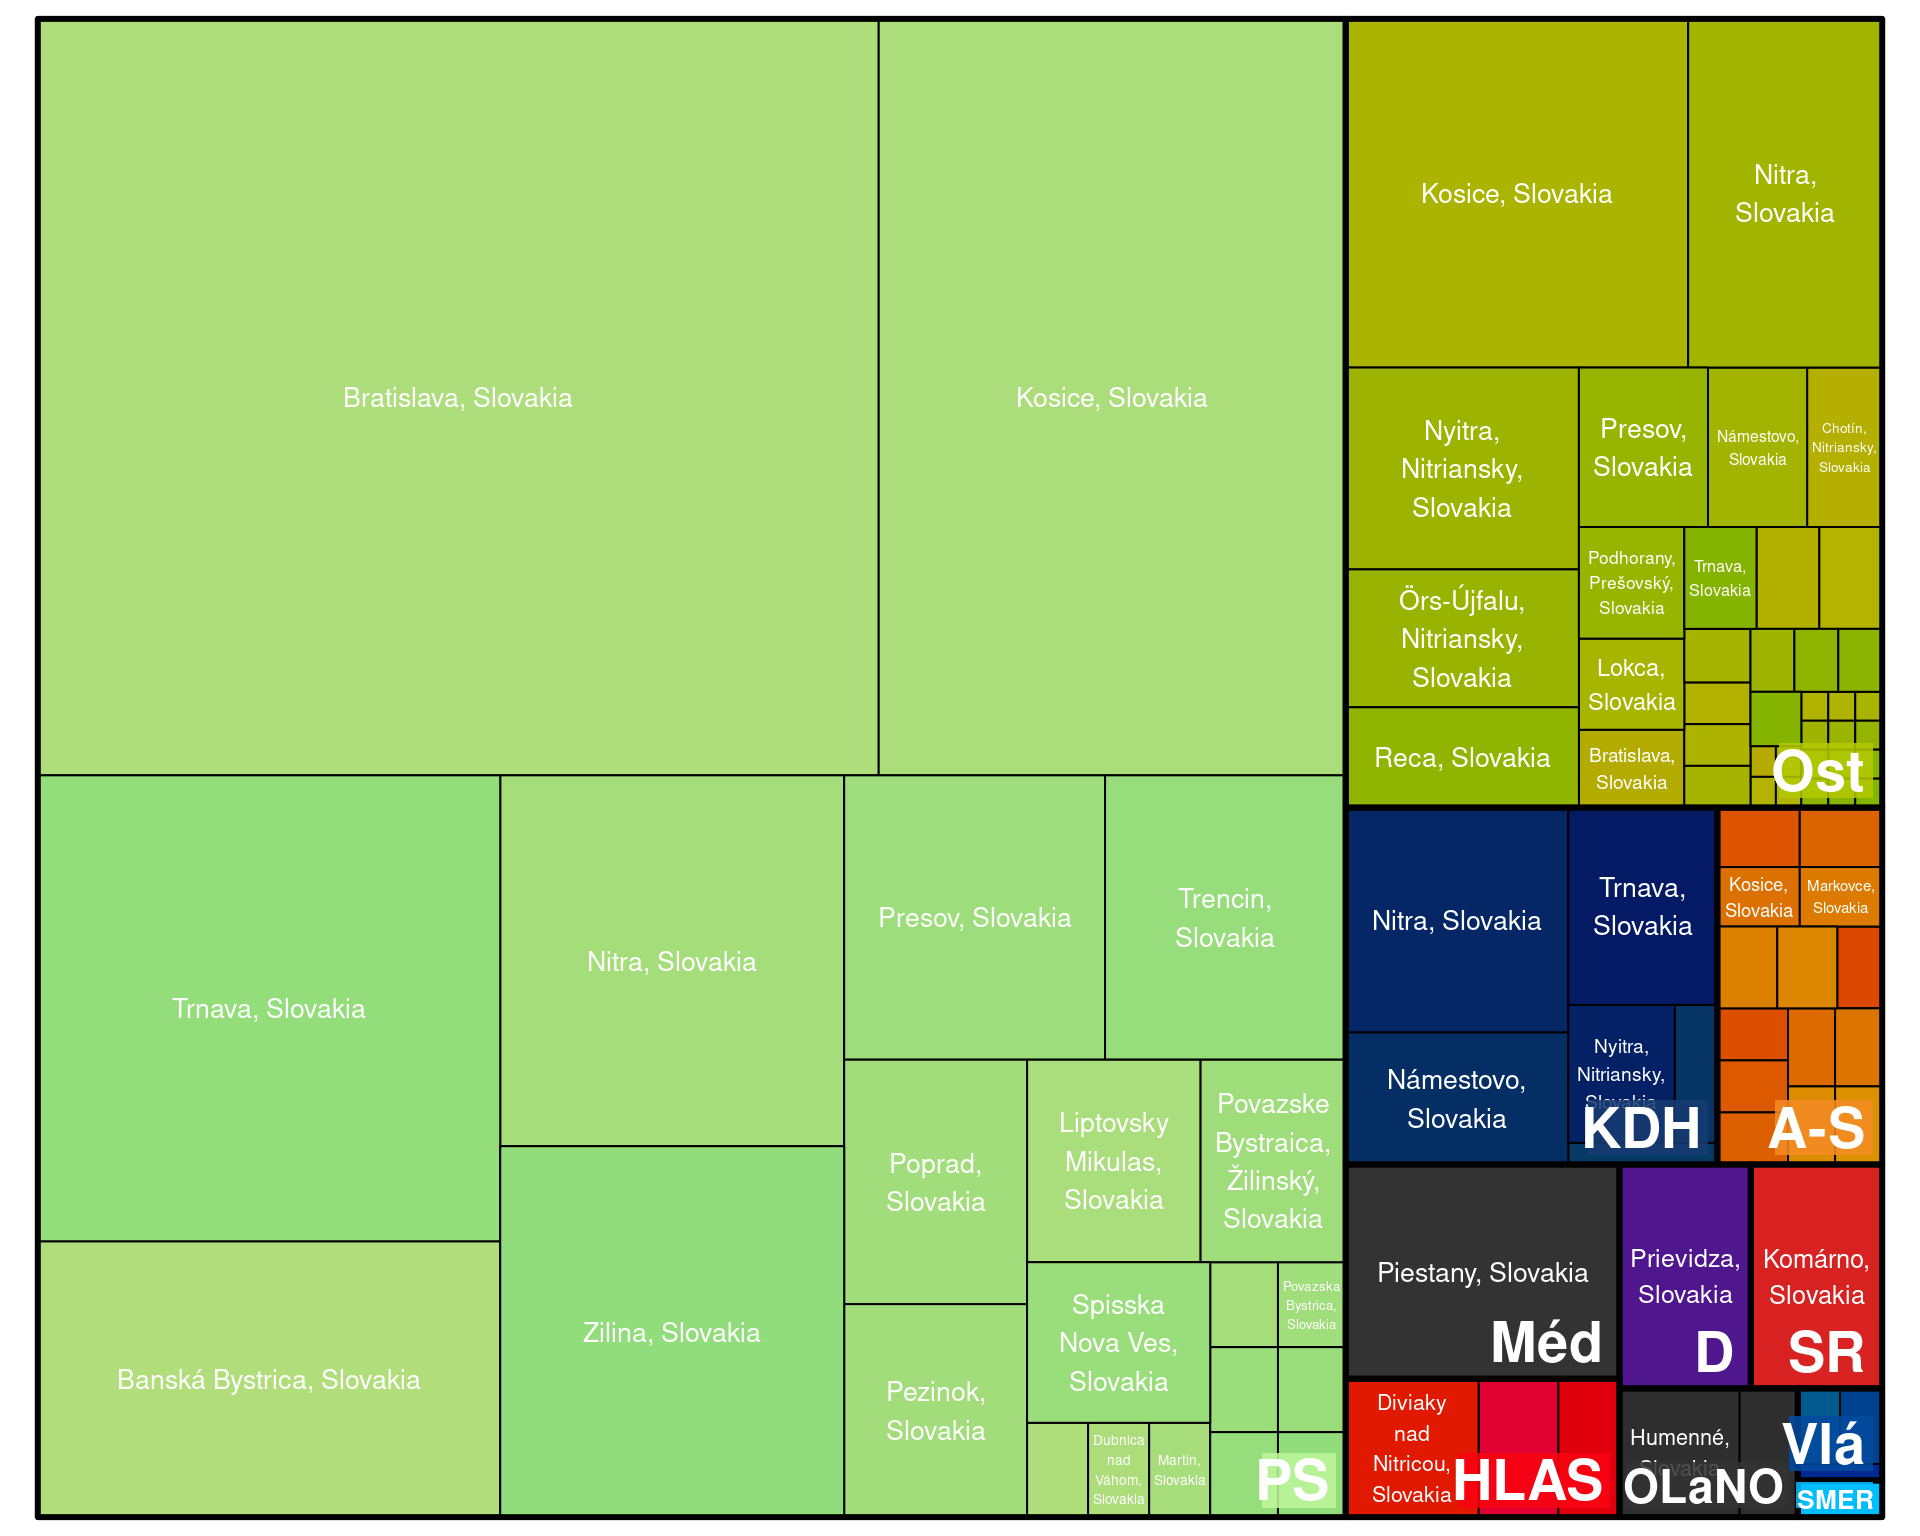 Bratislava, Slovakia
Kosice, Slovakia
Trnava, Slovakia
Banská Bystrica, Slovakia
Nitra, Slovakia
Zilina, Slovakia
Presov, Slovakia
Trencin,
Slovakia
Poprad,
Slovakia
Pezinok,
Slovakia
Liptovsky
Mikulas,
Slovakia
Povazske
Bystraica,
Žilinský,
Slovakia
Spisska
Nova Ves,
Slovakia
Povazska
Bystrica,
Slovakia
Dubnica
nad
Váhom,
Slovakia
Martin,
Slovakia
PS
Kosice, Slovakia
Nitra,
Slovakia
Nyitra,
Nitriansky,
Slovakia
Örs-Újfalu,
Nitriansky,
Slovakia
Reca, Slovakia
Presov,
Slovakia
Námestovo,
Slovakia
Chotín,
Nitriansky,
Slovakia
Podhorany,
Prešovský,
Slovakia
Trnava,
Slovakia
Lokca,
Slovakia
Bratislava,
Slovakia
Ost
Nitra, Slovakia
Námestovo,
Slovakia
Trnava,
Slovakia
Nyitra,
Nitriansky,
Slovakia
KDH
Kosice,
Slovakia
Markovce,
Slovakia
A-S
Piestany, Slovakia
Méd
Prievidza,
Slovakia
D
Komárno,
Slovakia
SR
Diviaky
nad
Nitricou,
Slovakia
HLAS
Humenné,
Slovakia
OLaNO
Vlá
SMER